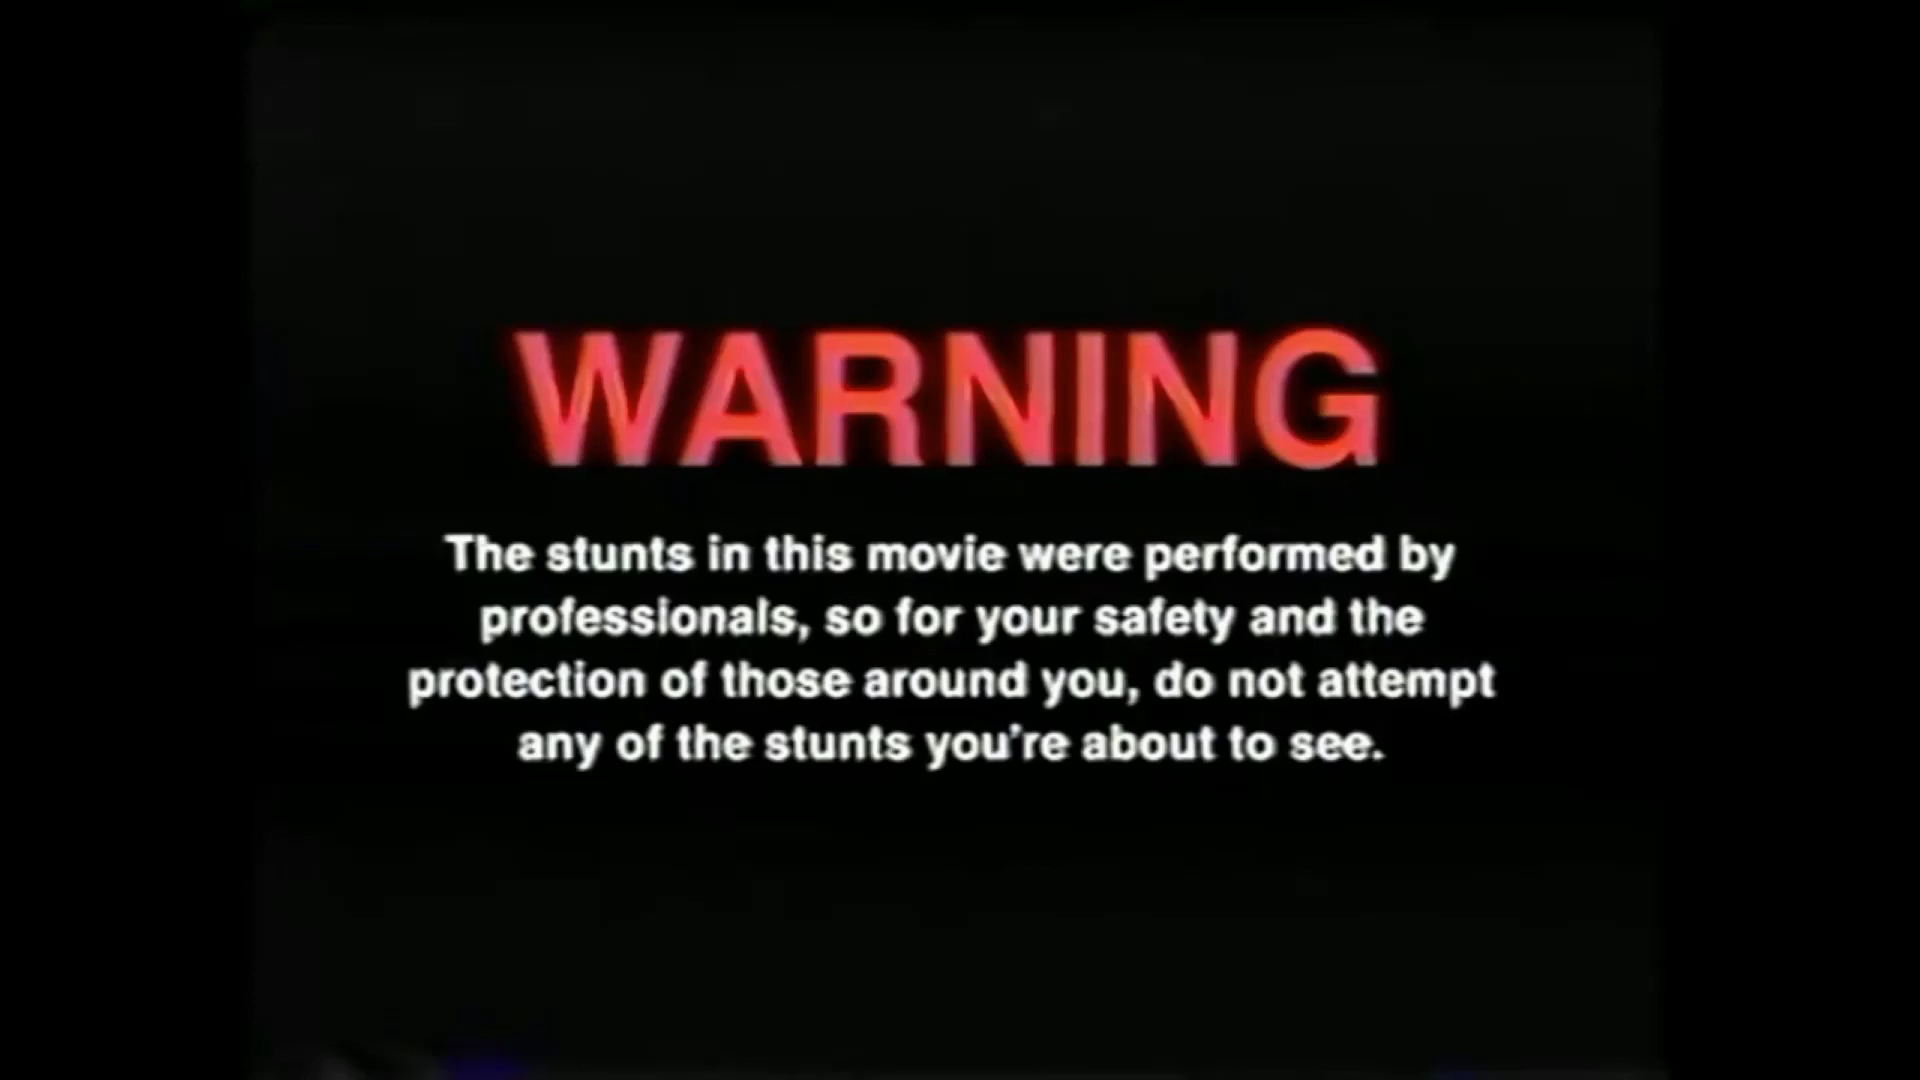 WARNING
The stunts in this movie were performed by
professionals, so for your safety and the
protection of those around you, do not attempt
any of the stunts you're about to see.